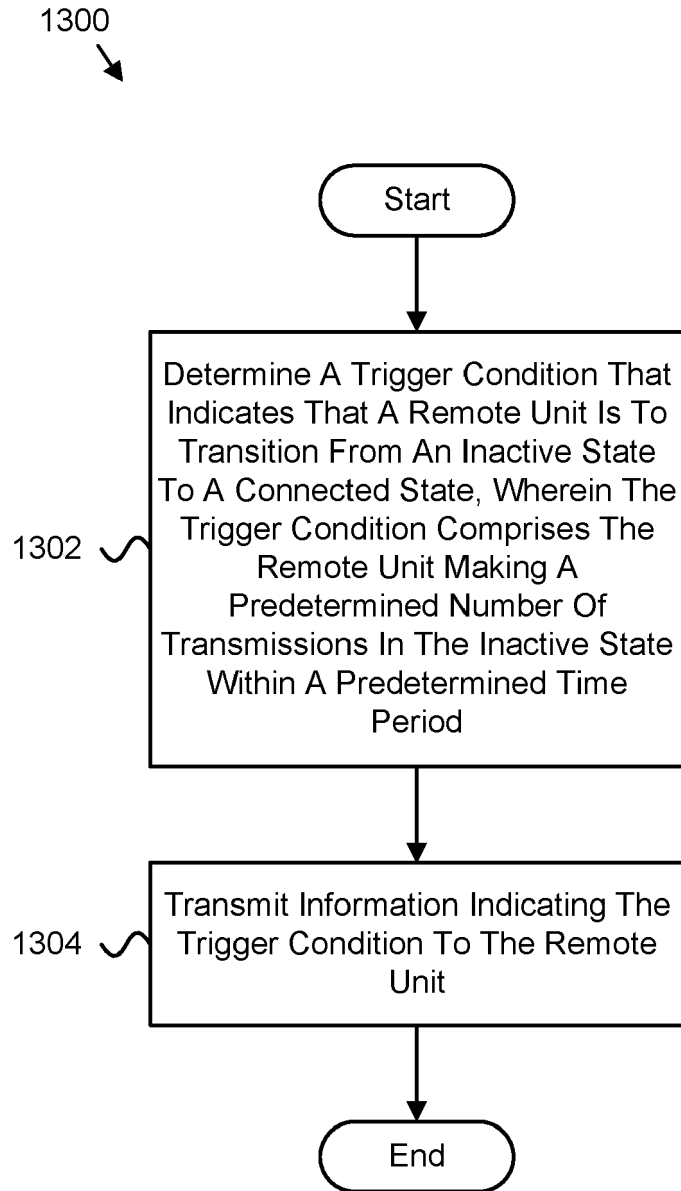 1300
Start
Determine A Trigger Condition That
Indicates That A Remote Unit Is To
Transition From An Inactive State
To A Connected State, Wherein The
Trigger Condition Comprises The
Remote Unit Making A
Predetermined Number Of
Transmissions In The Inactive State
Within A Predetermined Time
Period
1302
Transmit Information Indicating The
Trigger Condition To The Remote
Unit
1304
End